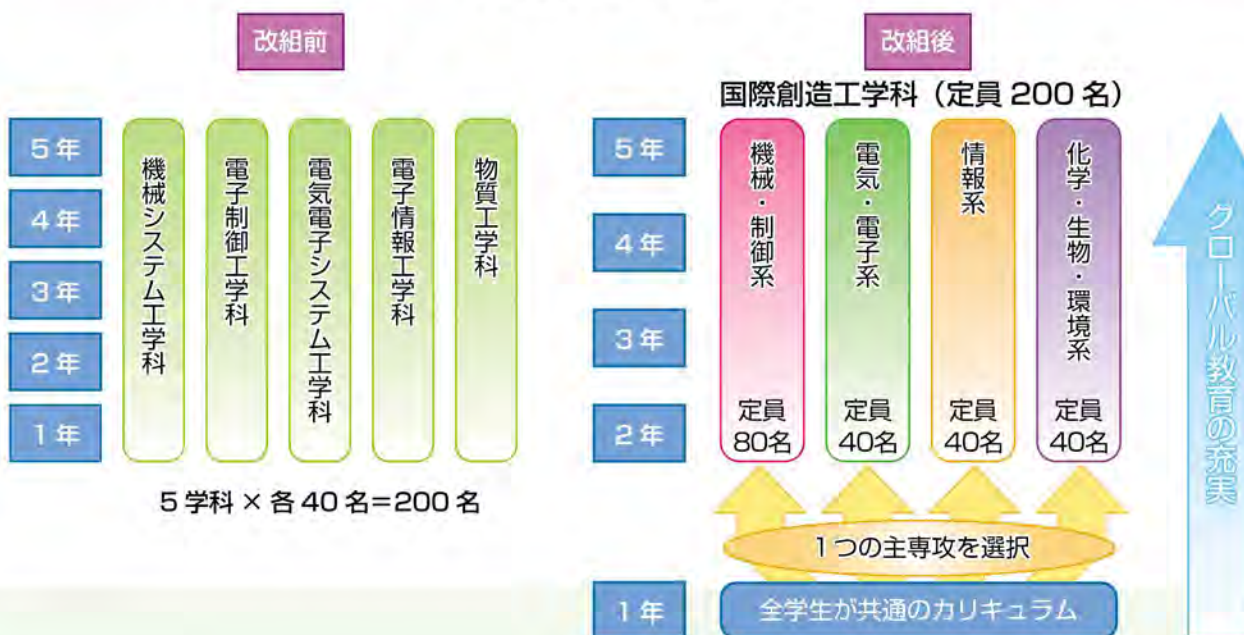 改組前
5年
4年
3年
2年
1年
機械システム工学科
電子制御工学科
電気電子システム工学科
電子情報工学科
物質工学科
5学科×各40名=200名
改組後
国際創造工学科(定員200名)
5年
4年
3年
2年
機械・制御系
定員
80名
電気・電子系
定員
40名
情報系
定員
40名
化学・生物・環境系
定員
40名
1つの主専攻を選択
1年
全学生が共通のカリキュラム
グローバル教育の充実